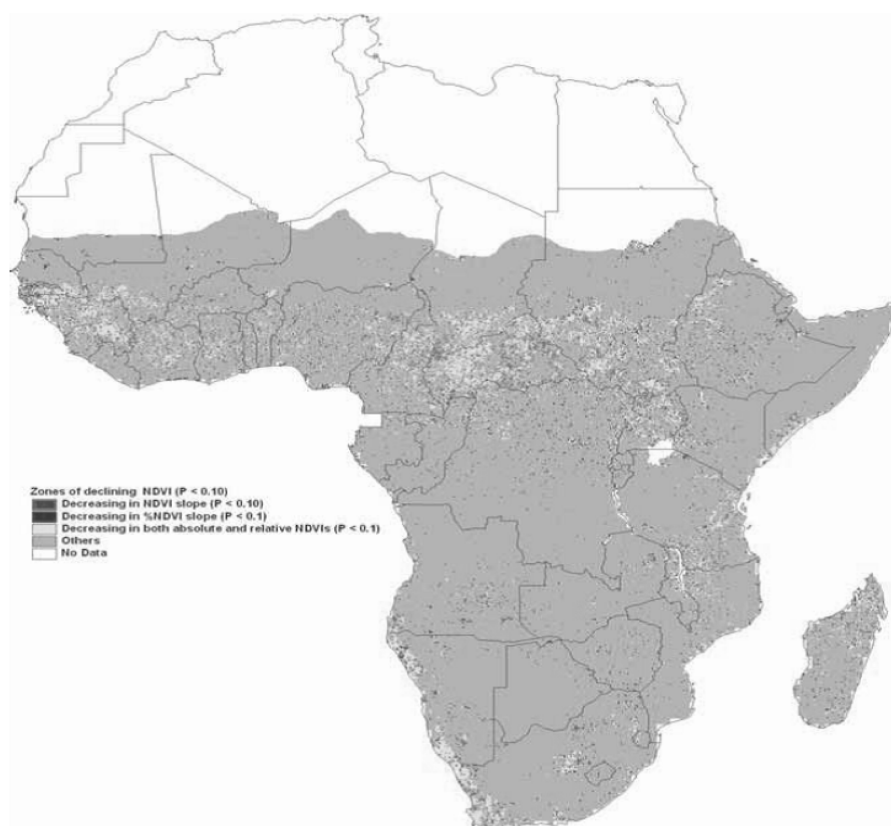 Zones of declining NDVI (P < 0.10)
Decreasing in NDVI slope (P < 0.10)
Decreasing in %NDVI slope (P < 0.1)
Decreasing in both absolute and relative NDVIs (P < 0.1)
Others
No Data